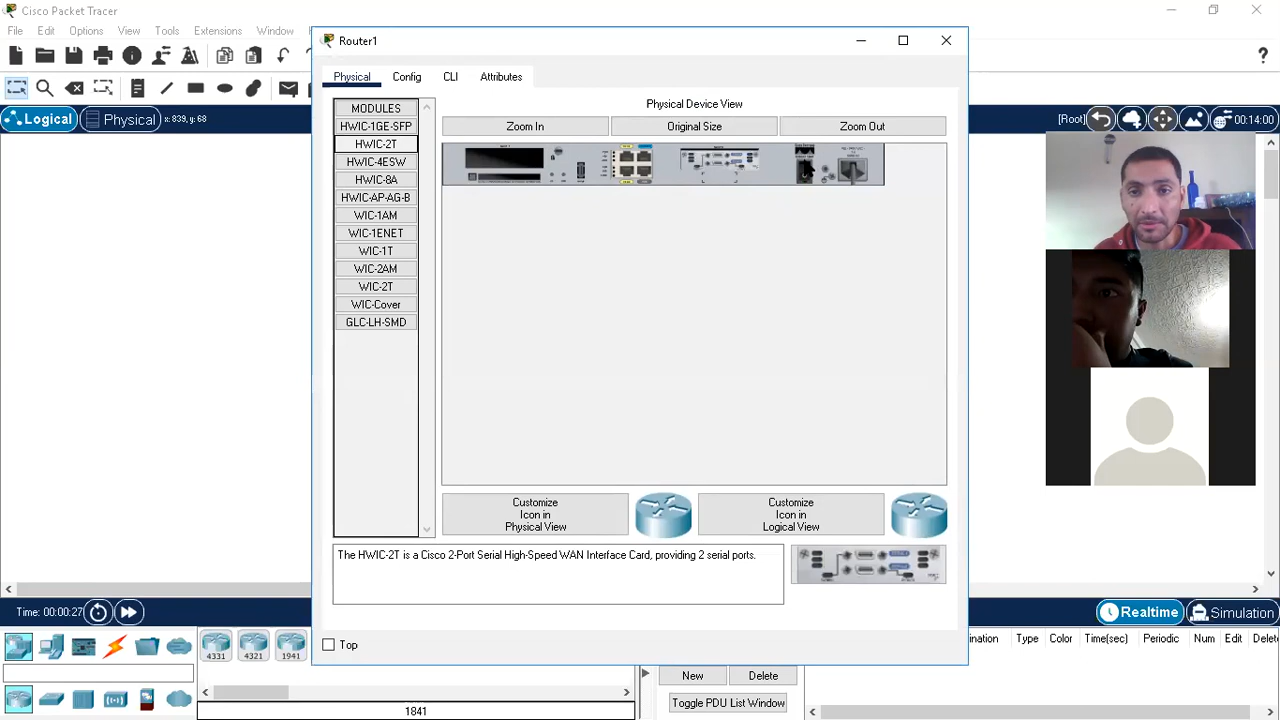 Cisco Packet Tracer
File Edit Options View Tools Extensions Window
Logical
Physical
x: 839, y: 68
[Root]
00:14:00
Router1
Physical
Config
CLI
Attributes
MODULES
HWIC-1GE-SFP
HWIC-2T
HWIC-4ESW
HWIC-8A
HWIC-AP-AG-B
WIC-1AM
WIC-1ENET
WIC-1T
WIC-2AM
WIC-2T
WIC-Cover
GLC-LH-SMD
Physical Device View
Zoom In
Original Size
Zoom Out
Customize
Icon in
Physical View
Customize
Icon in
Logical View
The HWIC-2T is a Cisco 2-Port Serial High-Speed WAN Interface Card, providing 2 serial ports.
Top
Time: 00:00:27
Realtime
Simulation
4331
4321
1941
1841
New
Delete
Toggle PDU List Window
ination Type Color Time(sec) Periodic Num Edit Delet